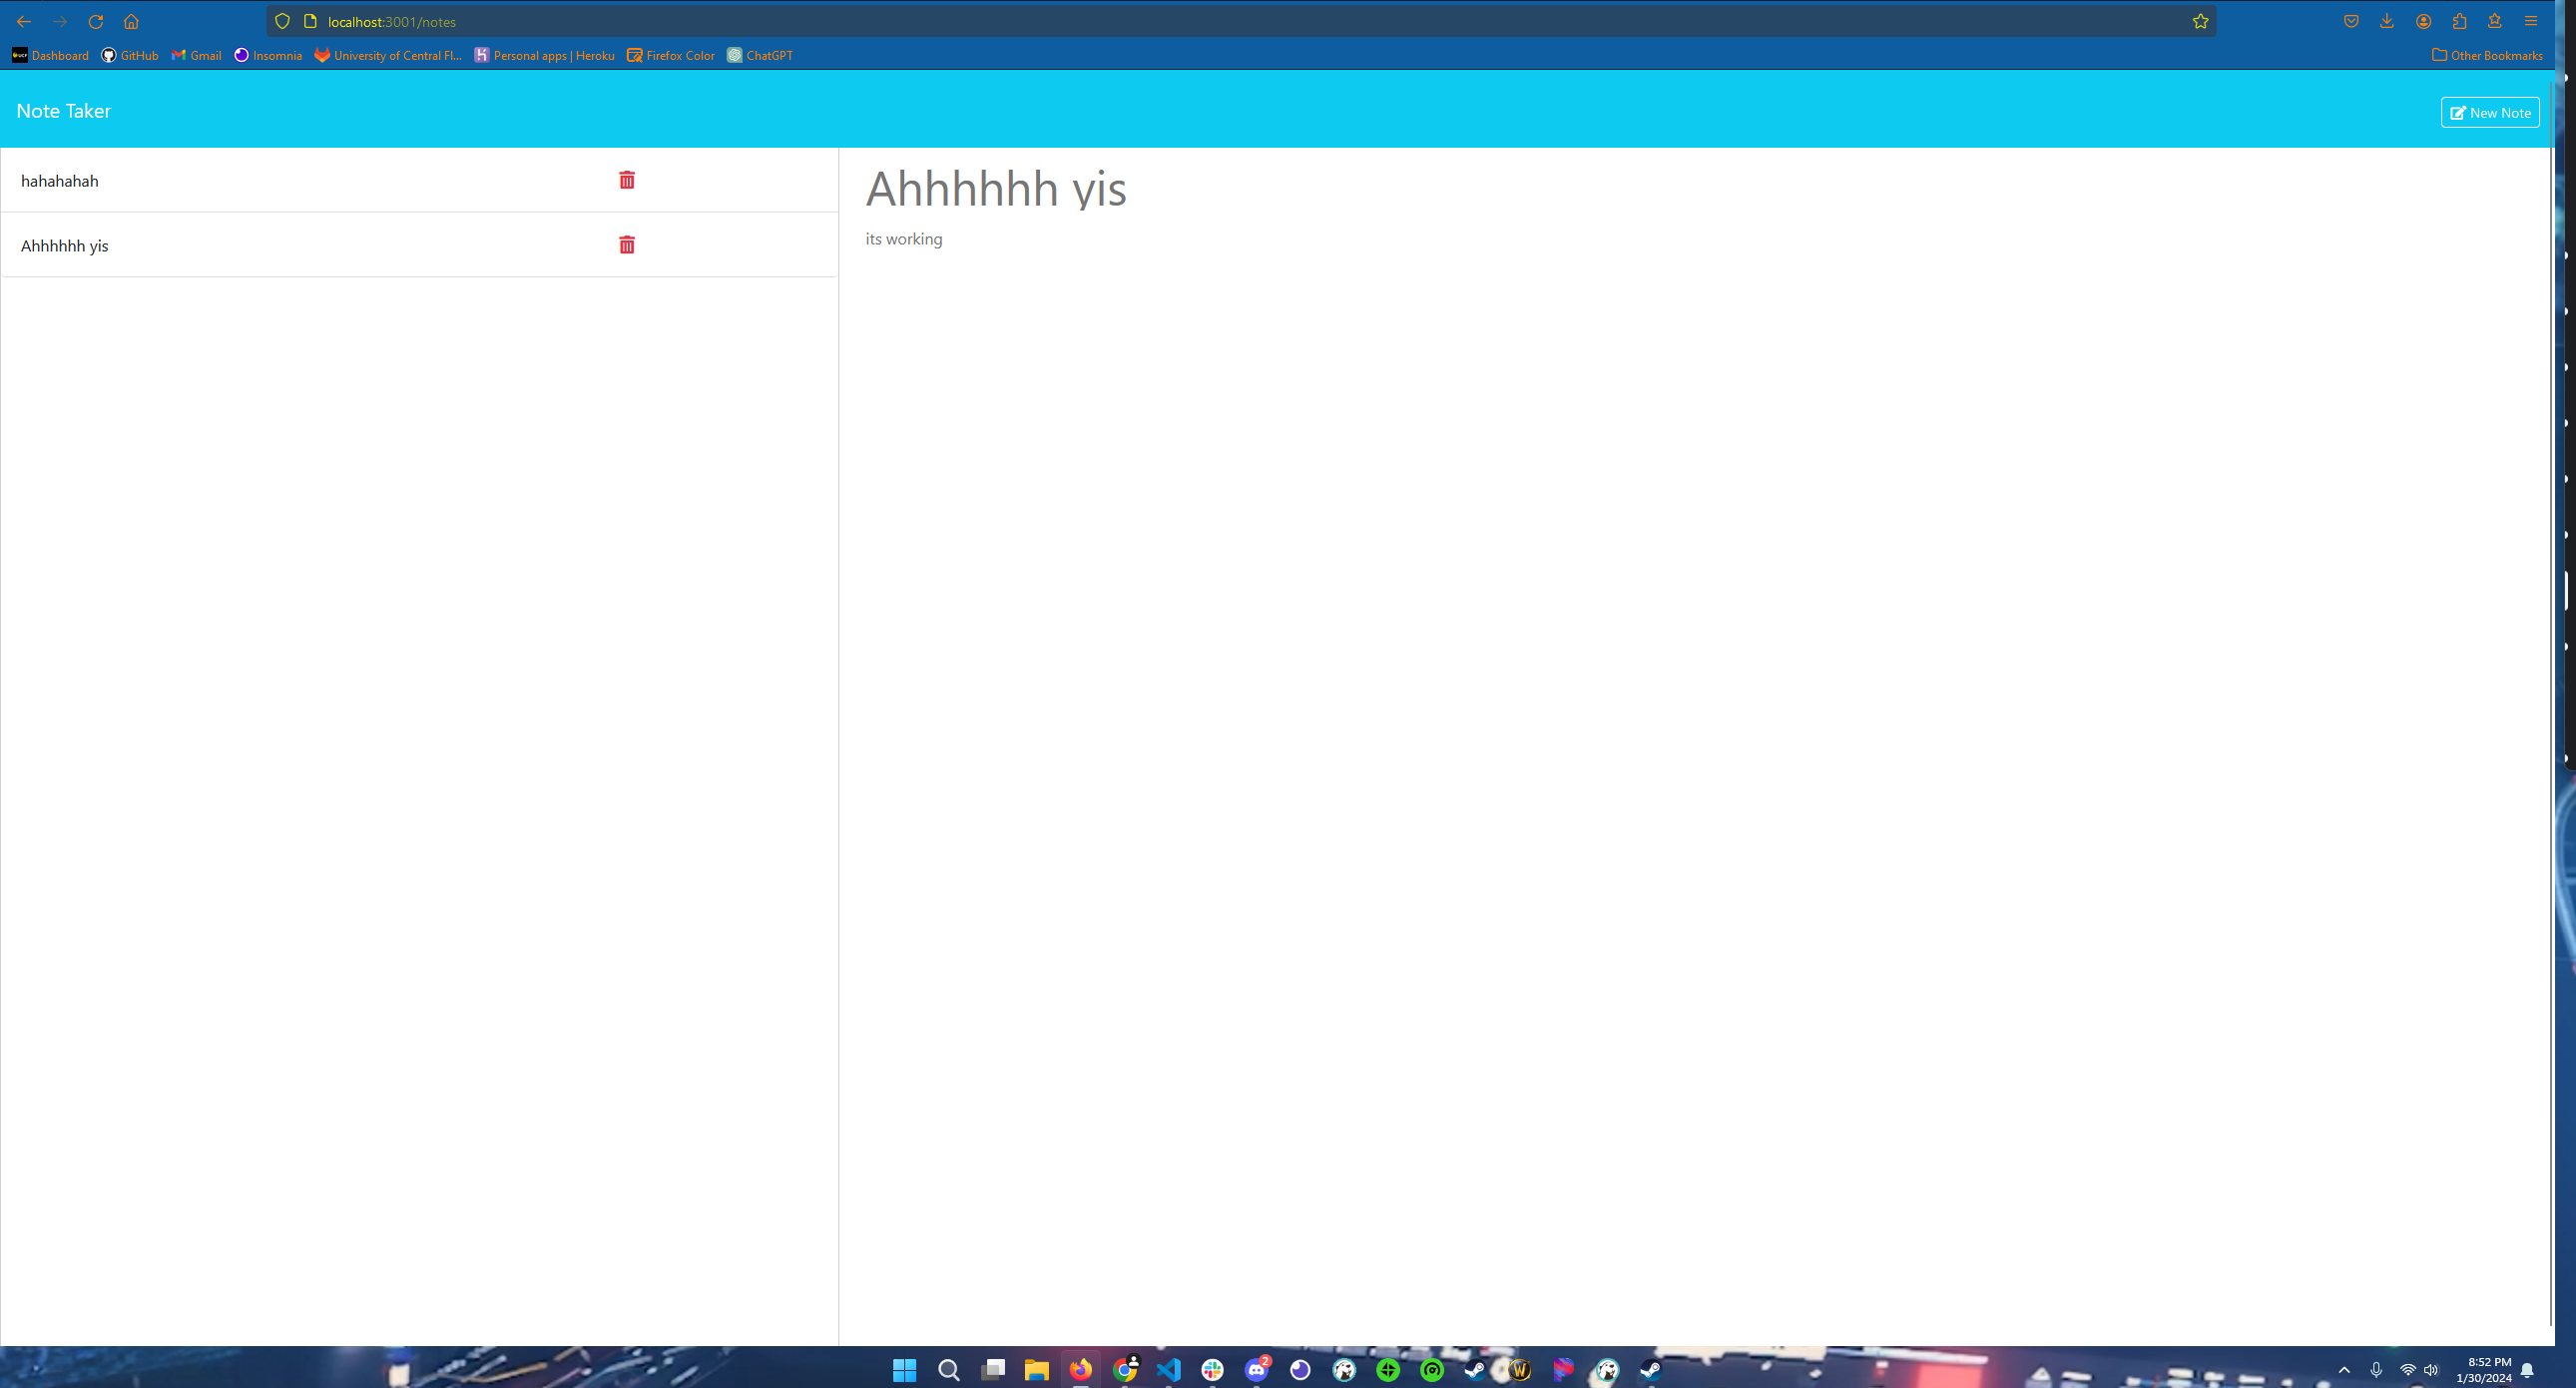 localhost:3001/notes
Dashboard GitHub Gmail Insomnia University of Central Fl... Personal apps | Heroku Firefox Color ChatGPT Other Bookmarks
Note Taker New Note
hahahahah
Ahhhhhh yis
Ahhhhhh yis
its working
2
8:52 PM
1/30/2024